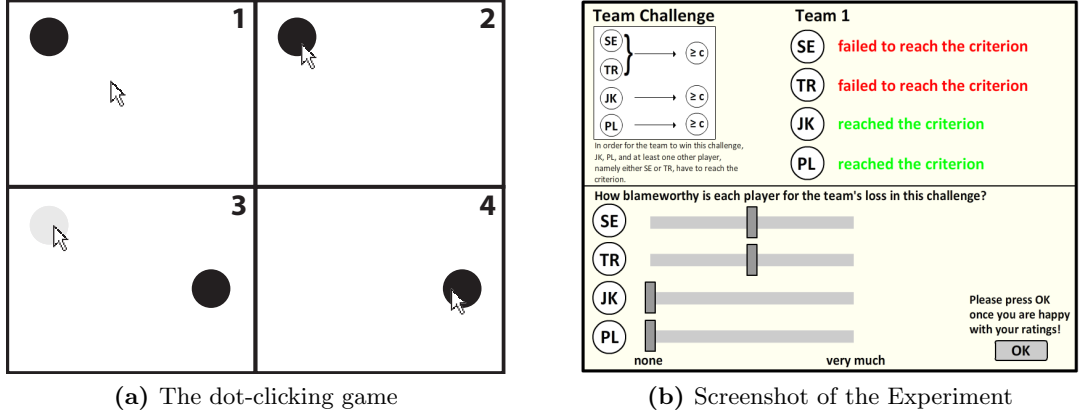 1
2
3
4
(a) The dot-clicking game
Team Challenge
SE
TR
}
≥ c
JK
≥ c
PL
≥ c
In order for the team to win this challenge,
JK, PL, and at least one other player,
namely either SE or TR, have to reach the
criterion.
Team 1
SE failed to reach the criterion
TR failed to reach the criterion
JK reached the criterion
PL reached the criterion
How blameworthy is each player for the team's loss in this challenge?
SE
TR
JK
PL
none very much
Please press OK
once you are happy
with your ratings!
OK
(b) Screenshot of the Experiment